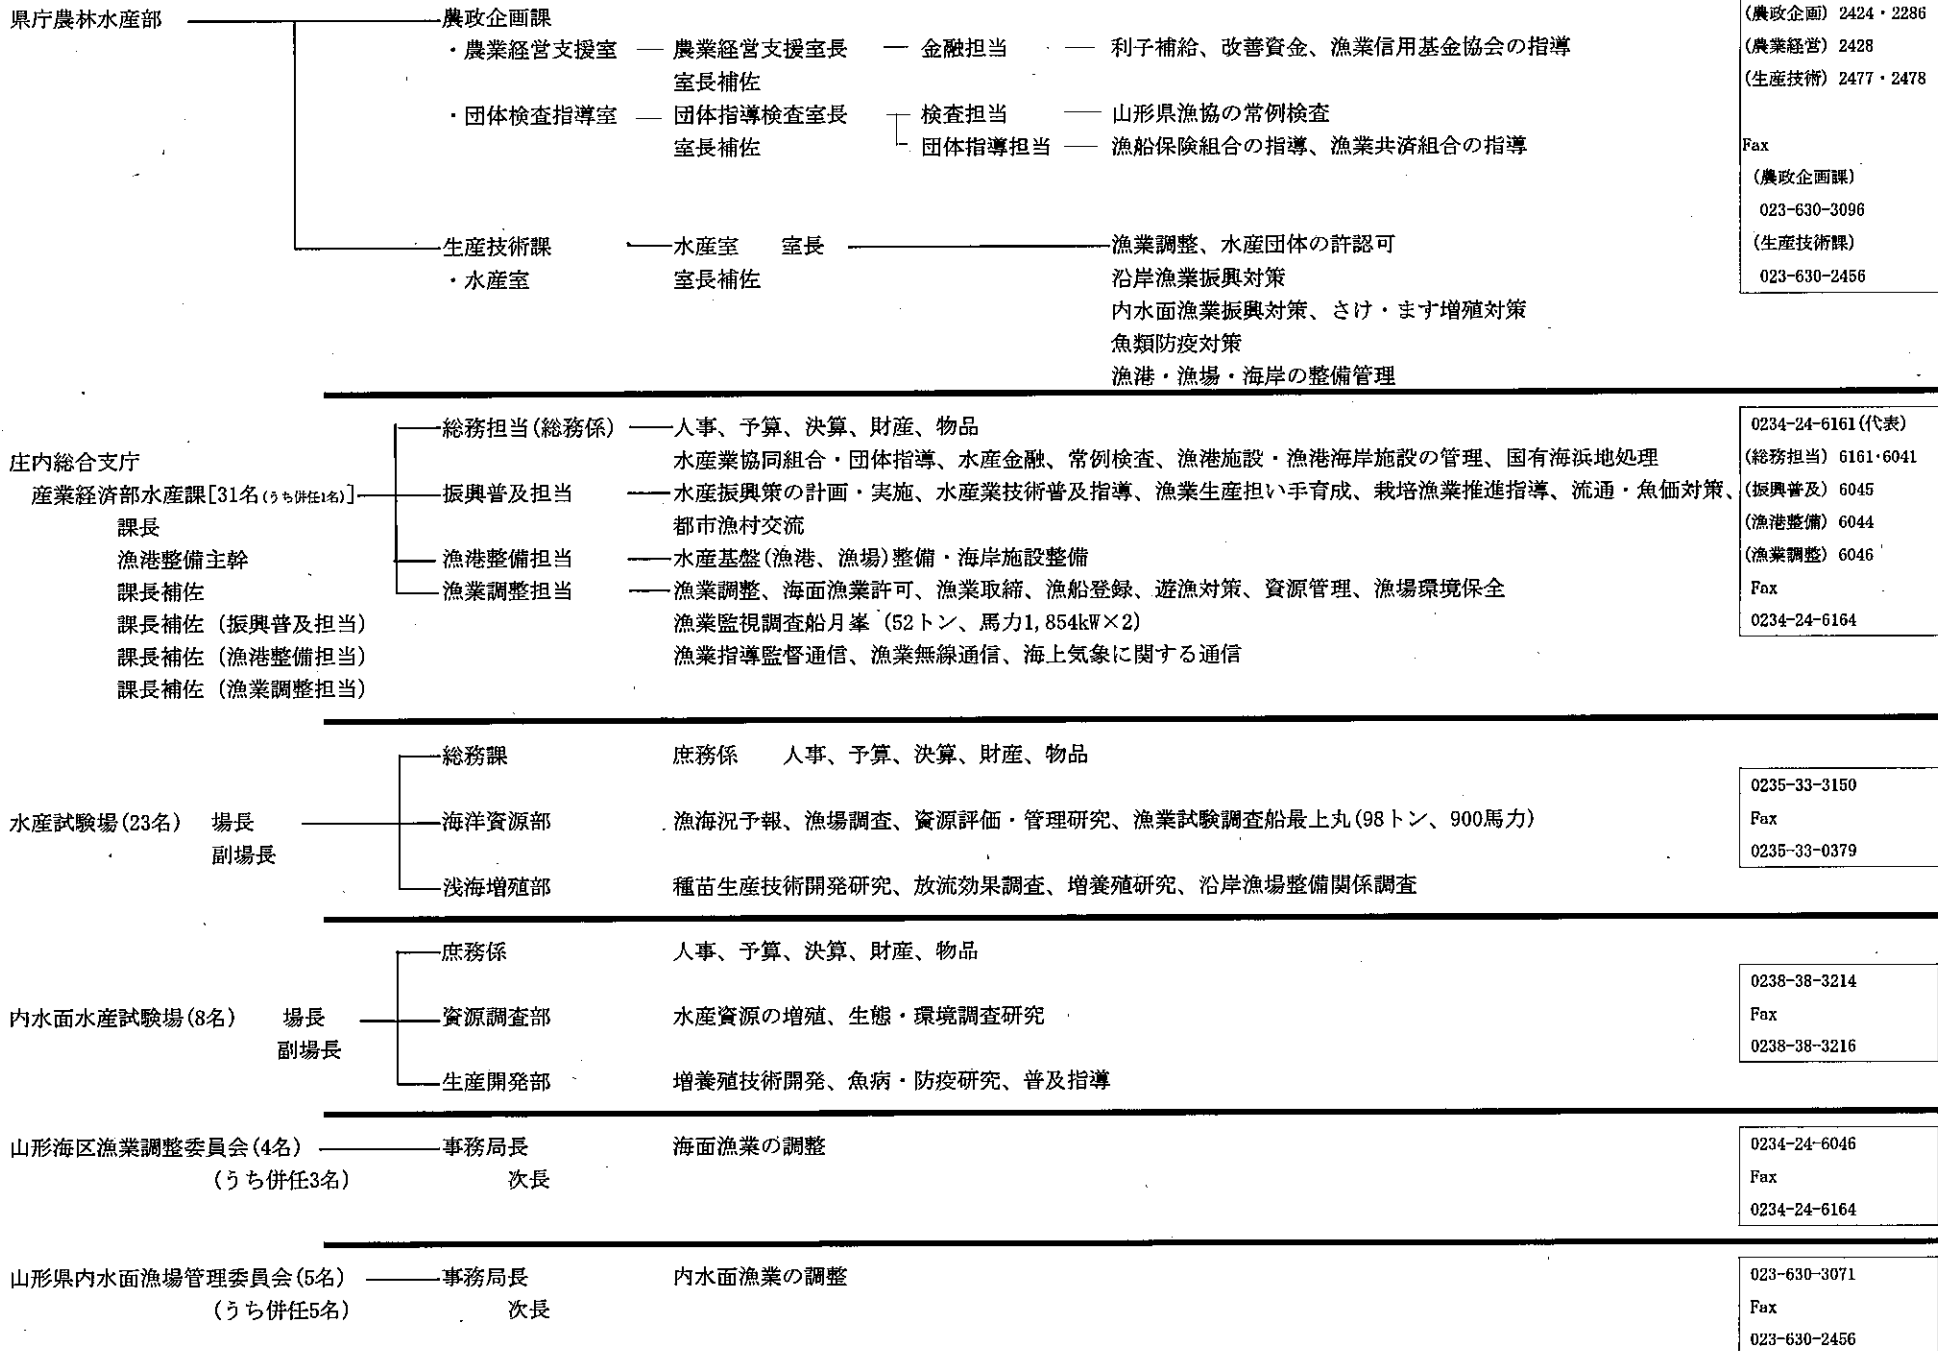 県庁農林水産部 農政企画課 (農政企画) 2424・2286
・農業経営支援室 農業経営支援室長 金融担当 利子補給、改善資金、漁業信用基金協会の指導 (農業経営) 2428
室長補佐 (生産技術) 2477・2478
・団体検査指導室 団体指導検査室長 検査担当 山形県漁協の常例検査
室長補佐 団体指導担当 漁船保険組合の指導、漁業共済組合の指導 Fax
(農政企画課)
023-630-3096
生産技術課 水産室 室長 漁業調整、水産団体の許認可 (生産技術課)
・水産室 室長補佐 沿岸漁業振興対策 023-630-2456
内水面漁業振興対策、さけ・ます増殖対策
魚類防疫対策
漁港・漁場・海岸の整備管理
総務担当(総務係) 人事、予算、決算、財産、物品 0234-24-6161(代表)
庄内総合支庁 水産業協同組合・団体指導、水産金融、常例検査、漁港施設・漁港海岸施設の管理、国有海浜地処理 (総務担当) 6161・6041
産業経済部水産課[31名(うち併任1名)] 振興普及担当 水産振興策の計画・実施、水産業技術普及指導、漁業生産担い手育成、栽培漁業推進指導、流通・魚価対策、 (振興普及) 6045
課長 都市漁村交流 (漁港整備) 6044
漁港整備主幹 漁港整備担当 水産基盤(漁港、漁場)整備・海岸施設整備 (漁業調整) 6046
課長補佐 漁業調整担当 漁業調整、海面漁業許可、漁業取締、漁船登録、遊漁対策、資源管理、漁場環境保全 Fax
課長補佐 (振興普及担当) 漁業監視調査船月峯 (52トン、馬力1,854kW×2) 0234-24-6164
課長補佐 (漁港整備担当) 漁業指導監督通信、漁業無線通信、海上気象に関する通信
課長補佐 (漁業調整担当)
総務課 庶務係 人事、予算、決算、財産、物品
0235-33-3150
水産試験場(23名) 場長 海洋資源部 漁海況予報、漁場調査、資源評価・管理研究、漁業試験調査船最上丸(98トン、900馬力) Fax
副場長 0235-33-0379
浅海増殖部 種苗生産技術開発研究、放流効果調査、増養殖研究、沿岸漁場整備関係調査
庶務係 人事、予算、決算、財産、物品
0238-38-3214
内水面水産試験場(8名) 場長 資源調査部 水産資源の増殖、生態・環境調査研究 Fax
副場長 0238-38-3216
生産開発部 増養殖技術開発、魚病・防疫研究、普及指導
山形海区漁業調整委員会(4名) 事務局長 海面漁業の調整 0234-24-6046
(うち併任3名) 次長 Fax
0234-24-6164
山形県内水面漁場管理委員会(5名) 事務局長 内水面漁業の調整 023-630-3071
(うち併任5名) 次長 Fax
023-630-2456